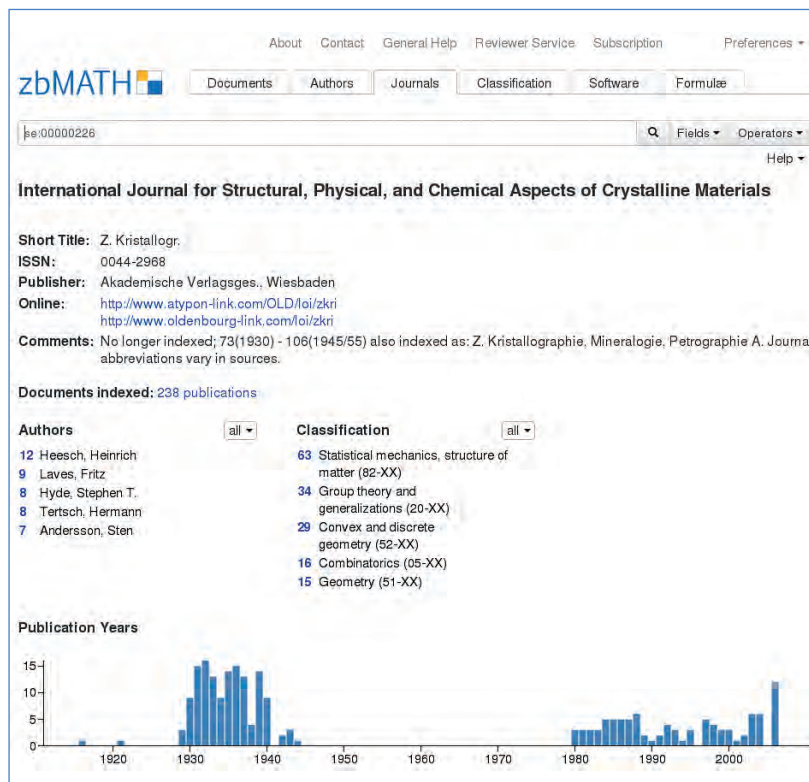 About Contact General Help Reviewer Service Subscription Preferences
zbMATH Documents Authors Journals Classification Software Formulæ
se:00000226 Fields Operators
Help
International Journal for Structural, Physical, and Chemical Aspects of Crystalline Materials
Short Title: Z. Kristallogr.
ISSN: 0044-2968
Publisher: Akademische Verlagsges., Wiesbaden
Online: http://www.atypon-link.com/OLD/loi/zkri
http://www.oldenbourg-link.com/loi/zkri
Comments: No longer indexed; 73(1930) - 106(1945/55) also indexed as: Z. Kristallographie, Mineralogie, Petrographie A. Journa
abbreviations vary in sources.
Documents indexed: 238 publications
Authors all Classification all
12 Heesch, Heinrich
9 Laves, Fritz
8 Hyde, Stephen T.
8 Tertsch, Hermann
7 Andersson, Sten
63 Statistical mechanics, structure of
matter (82-XX)
34 Group theory and
generalizations (20-XX)
29 Convex and discrete
geometry (52-XX)
16 Combinatorics (05-XX)
15 Geometry (51-XX)
Publication Years
15
10
5
0
1920 1930 1940 1950 1960 1970 1980 1990 2000